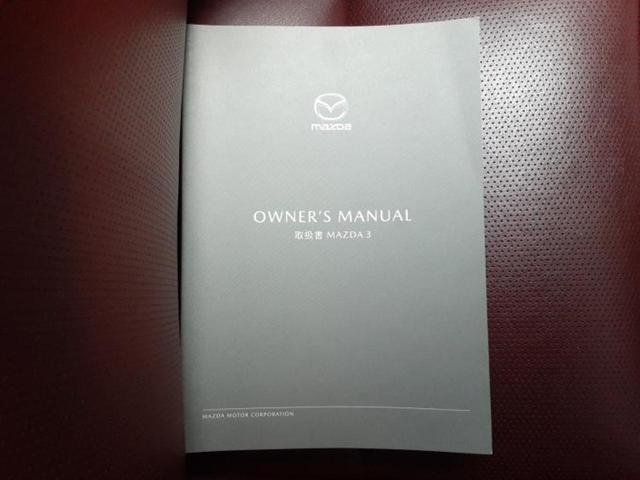 mazda
OWNER'S MANUAL
取扱書 MAZDA 3
MAZDA MOTOR CORPORATION